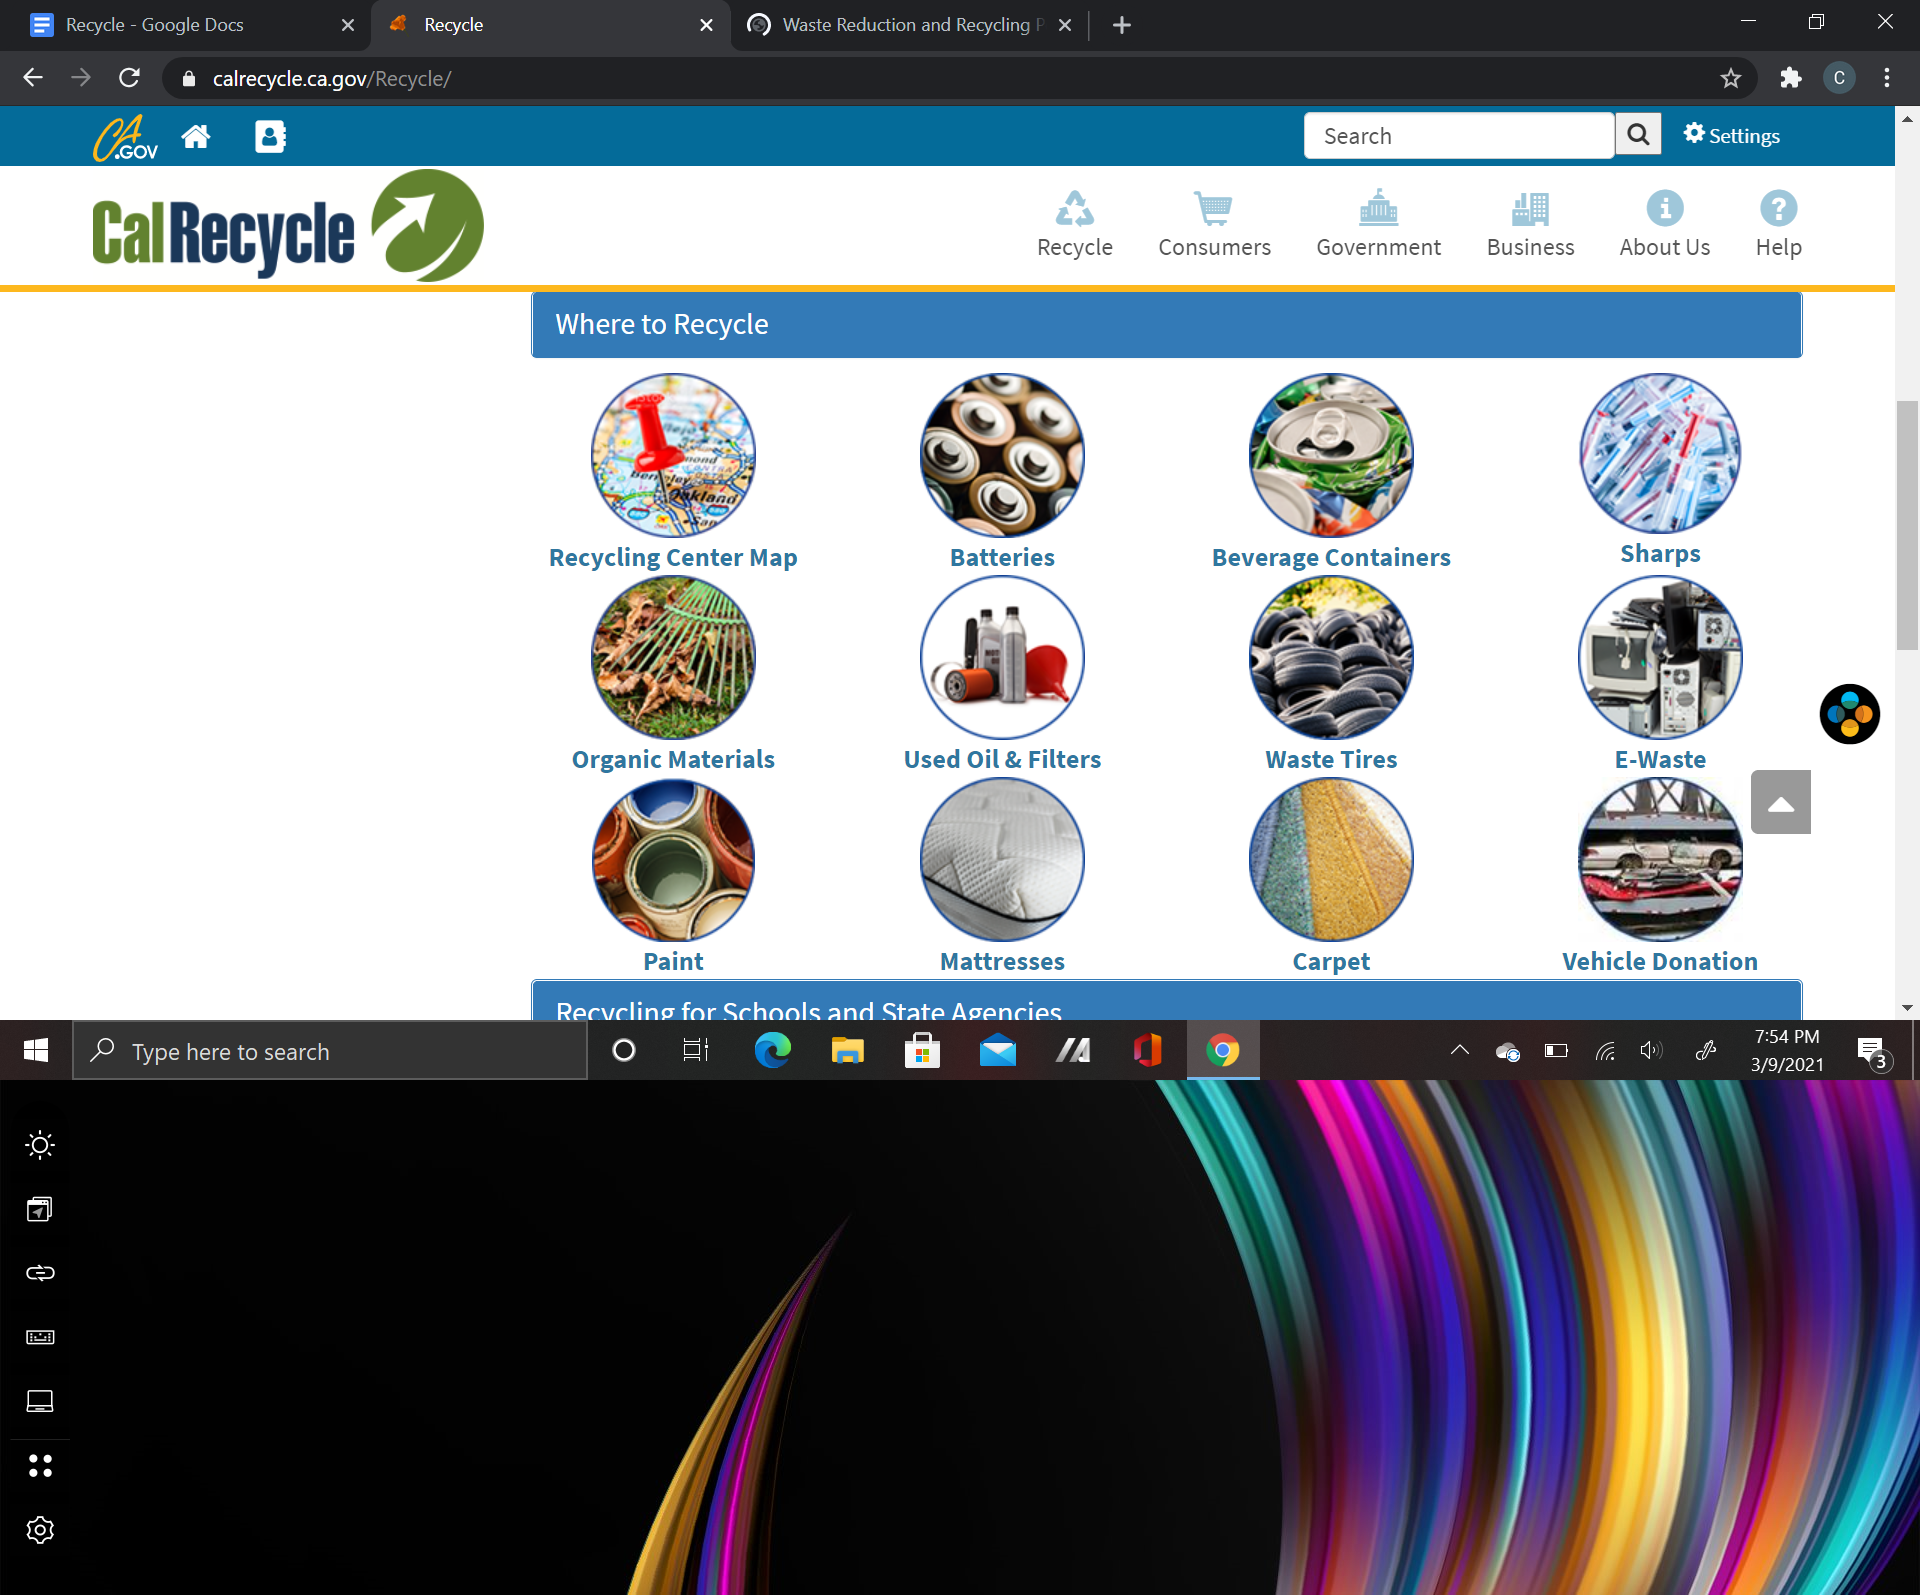 Recycle - Google Docs
Recycle
Waste Reduction and Recycling P
calrecycle.ca.gov/Recycle/
C
CA
.GOV
Search
Settings
CalRecycle
Recycle
Consumers
Government
Business
About Us
Help
Where to Recycle
Recycling Center Map
Batteries
Beverage Containers
Sharps
Organic Materials
Used Oil & Filters
Waste Tires
E-Waste
Paint
Mattresses
Carpet
Vehicle Donation
Recycling for Schools and State Agencies
Type here to search
7:54 PM
3/9/2021
3